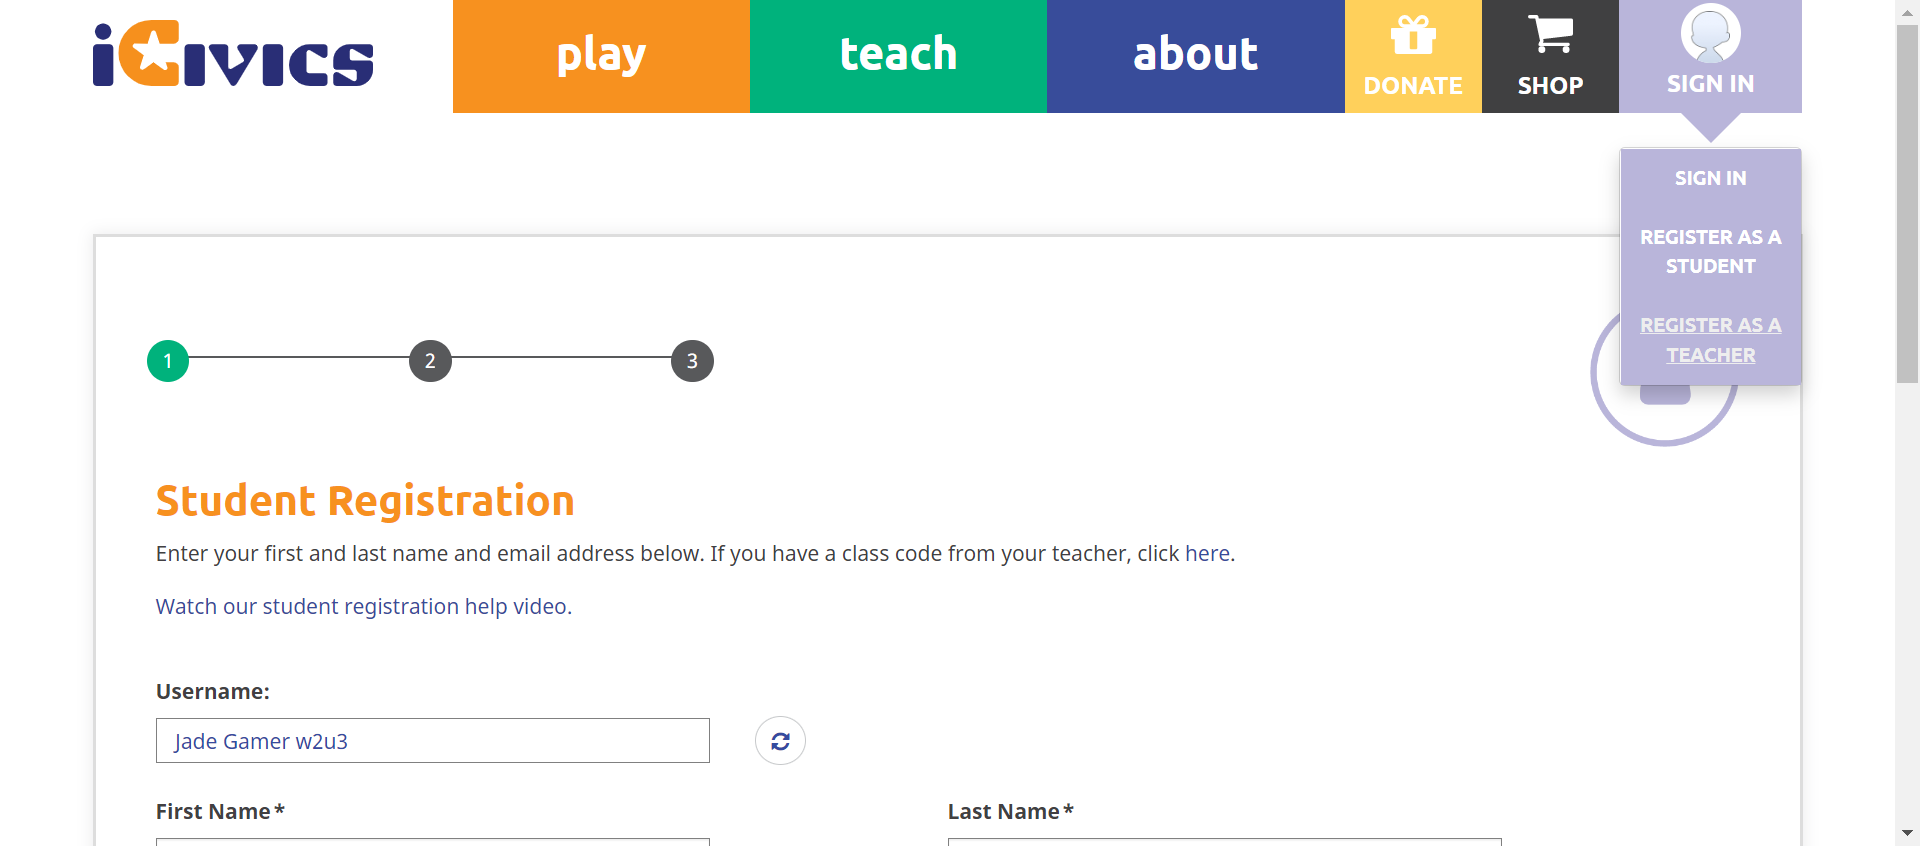 iCivics
play
teach
about
DONATE
SHOP
SIGN IN
SIGN IN
REGISTER AS A
STUDENT
REGISTER AS A
TEACHER
1
2
3
Student Registration
Enter your first and last name and email address below. If you have a class code from your teacher, click here.
Watch our student registration help video.
Username:
Jade Gamer w2u3
First Name*
Last Name*